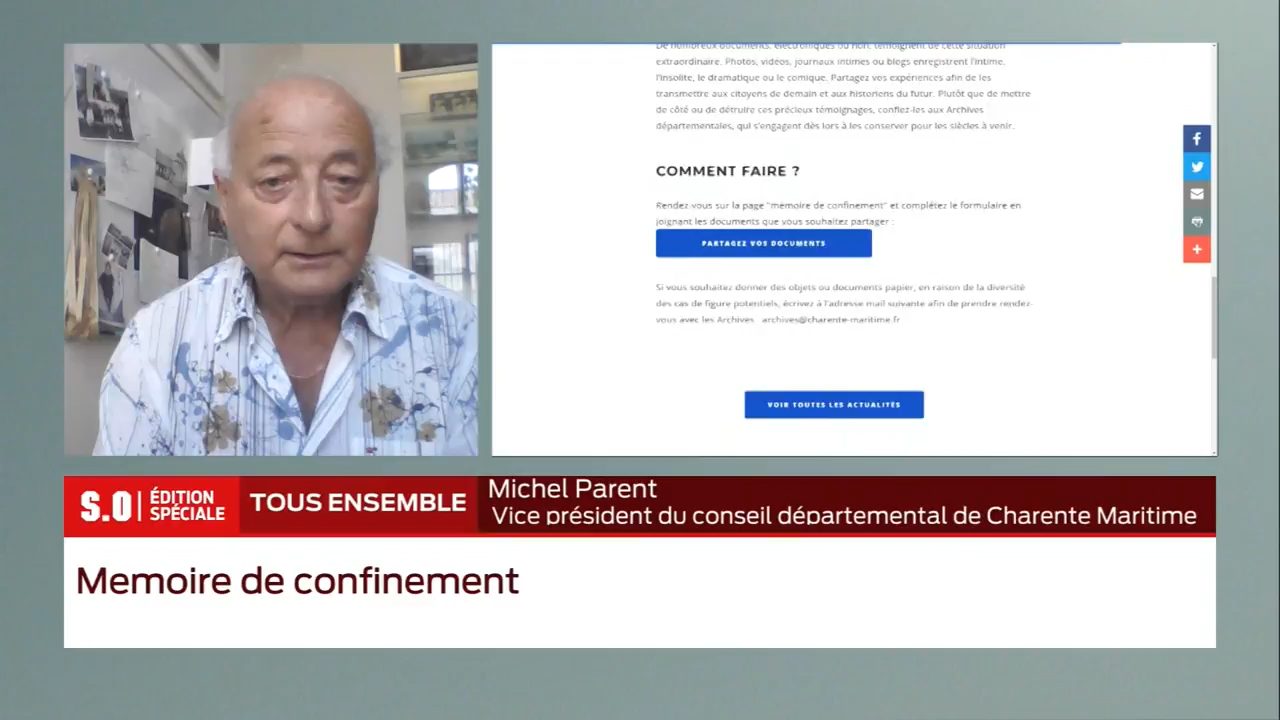 De nombreux documents, électroniques ou non, témoignent de cette situation
extraordinaire. Photos, vidéos, journaux intimes ou blogs enregistrent l'intime,
l'insolite, le dramatique ou le comique. Partagez vos expériences afin de les
transmettre aux citoyens de demain et aux historiens du futur. Plutôt que de mettre
de côté ou de détruire ces précieux témoignages, confiez-les aux Archives
départementales, qui s'engagent dès lors à les conserver pour les siècles à venir.
COMMENT FAIRE ?
Rendez-vous sur la page "mémoire de confinement" et complétez le formulaire en
joignant les documents que vous souhaitez partager :
PARTAGEZ VOS DOCUMENTS
Si vous souhaitez donner des objets ou documents papier, en raison de la diversité
des cas de figure potentiels, écrivez à l'adresse mail suivante afin de prendre rendez-
vous avec les Archives archives@charente-maritime.fr
VOIR TOUTES LES ACTUALITÉS
S.O ÉDITION
SPÉCIALE
TOUS ENSEMBLE
Michel Parent
Vice président du conseil départemental de Charente Maritime
Memoire de confinement